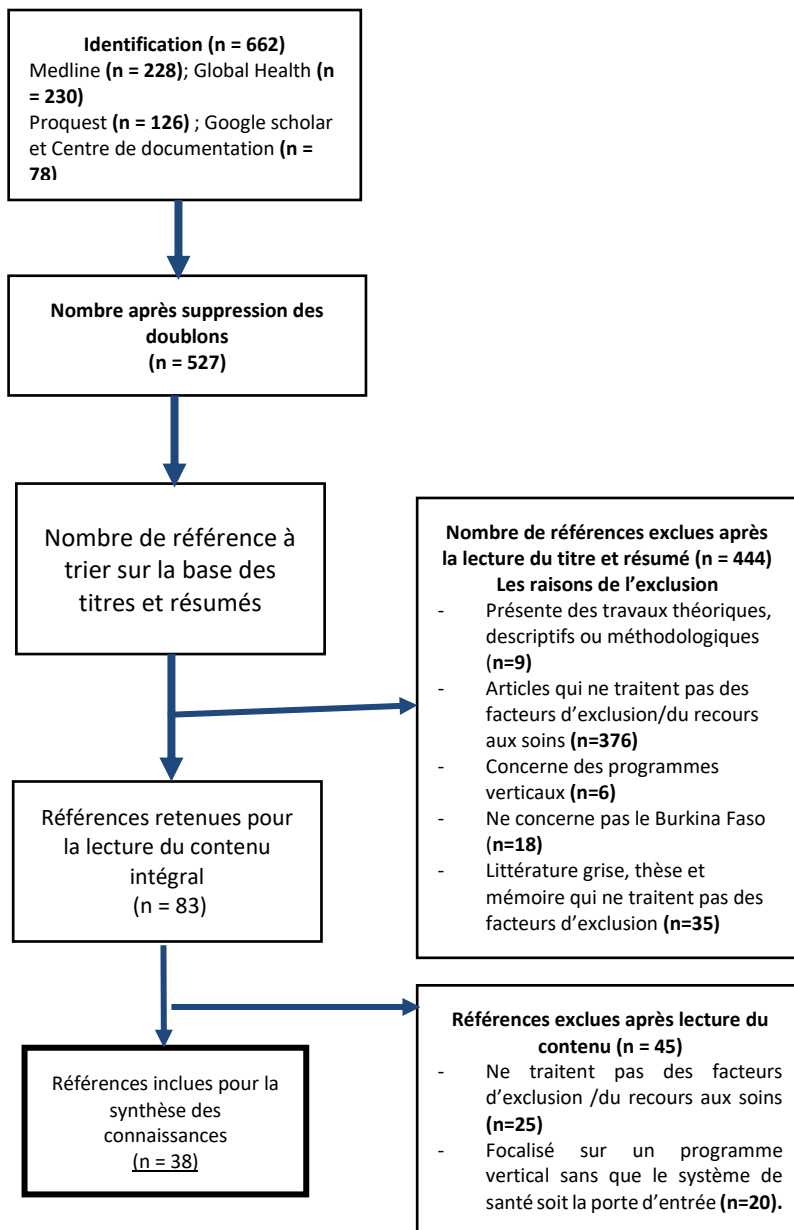 Identification (n = 662)
Medline (n = 228); Global Health (n
= 230)
Proquest (n = 126) ; Google scholar
et Centre de documentation (n =
78)
Nombre après suppression des
doublons
(n = 527)
Nombre de référence à
trier sur la base des
titres et résumés
Nombre de références exclues après
la lecture du titre et résumé (n = 444)
Les raisons de l’exclusion
- Présente des travaux théoriques,
descriptifs ou méthodologiques
(n=9)
- Articles qui ne traitent pas des
facteurs d’exclusion/du recours
aux soins (n=376)
- Concerne des programmes
verticaux (n=6)
- Ne concerne pas le Burkina Faso
(n=18)
- Littérature grise, thèse et
mémoire qui ne traitent pas des
facteurs d’exclusion (n=35)
Références retenues pour
la lecture du contenu
intégral
(n = 83)
Références exclues après lecture du
contenu (n = 45)
- Ne traitent pas des facteurs
d’exclusion /du recours aux soins
(n=25)
- Focalisé sur un programme
vertical sans que le système de
santé soit la porte d’entrée (n=20).
Références inclues pour la
synthèse des
connaissances
(n = 38)